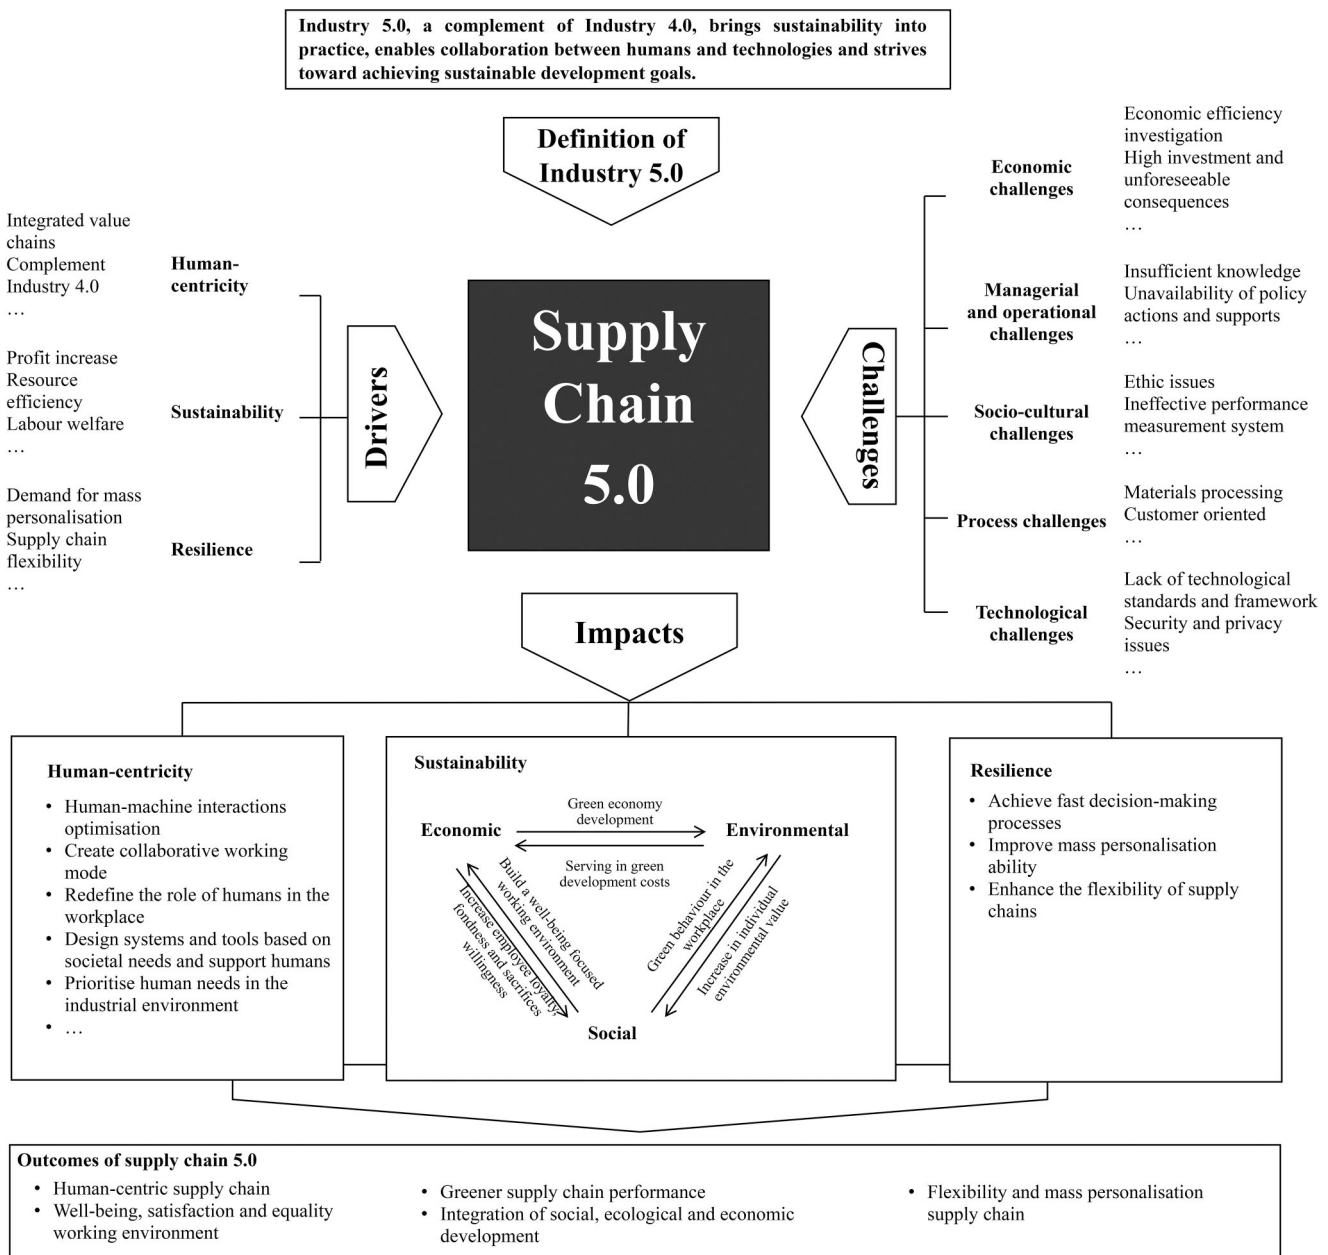 Industry 5.0, a complement of Industry 4.0, brings sustainability into
practice, enables collaboration between humans and technologies and strives
toward achieving sustainable development goals.
Definition of
Industry 5.0
Integrated value
chains
Complement
Industry 4.0
…
Human-
centricity
Profit increase
Resource
efficiency
Labour welfare
…
Sustainability
Demand for mass
personalisation
Supply chain
flexibility
…
Resilience
Drivers
Supply
Chain
5.0
Challenges
Economic
challenges
Economic efficiency
investigation
High investment and
unforeseeable
consequences
…
Managerial
and operational
challenges
Insufficient knowledge
Unavailability of policy
actions and supports
…
Socio-cultural
challenges
Ethic issues
Ineffective performance
measurement system
…
Process challenges
Materials processing
Customer oriented
…
Technological
challenges
Lack of technological
standards and framework
Security and privacy
issues
…
Impacts
Human-centricity
• Human-machine interactions
optimisation
• Create collaborative working
mode
• Redefine the role of humans in the
workplace
• Design systems and tools based on
societal needs and support humans
• Prioritise human needs in the
industrial environment
• …
Sustainability
Economic
Green economy
development
Environmental
Serving in green
development costs
Build a well-being focused
working environment
Increase employee loyalty,
fondness and sacrifices
willingness
Green behaviour in the
workplace
Increase in individual
environmental value
Social
Resilience
• Achieve fast decision-making
processes
• Improve mass personalisation
ability
• Enhance the flexibility of supply
chains
Outcomes of supply chain 5.0
• Human-centric supply chain
• Well-being, satisfaction and equality
working environment
• Greener supply chain performance
• Integration of social, ecological and economic
development
• Flexibility and mass personalisation
supply chain